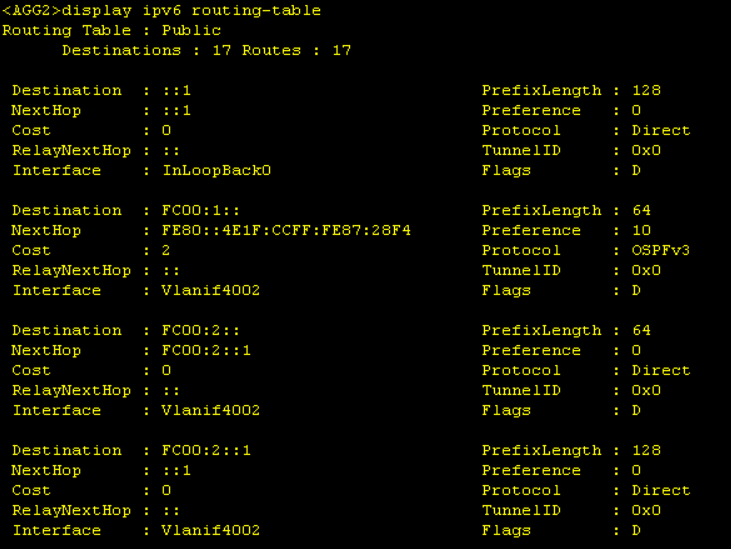 <AGG2>display ipv6 routing-table
Routing Table : Public
Destinations : 17 Routes : 17
Destination : ::1 PrefixLength : 128
NextHop : ::1 Preference : 0
Cost : 0 Protocol : Direct
RelayNextHop : :: TunnelID : 0x0
Interface : InLoopBack0 Flags : D
Destination : FC00:1:: PrefixLength : 64
NextHop : FE80::4E1F:CCFF:FE87:28F4 Preference : 10
Cost : 2 Protocol : OSPFv3
RelayNextHop : :: TunnelID : 0x0
Interface : Vlanif4002 Flags : D
Destination : FC00:2:: PrefixLength : 64
NextHop : FC00:2::1 Preference : 0
Cost : 0 Protocol : Direct
RelayNextHop : :: TunnelID : 0x0
Interface : Vlanif4002 Flags : D
Destination : FC00:2::1 PrefixLength : 128
NextHop : ::1 Preference : 0
Cost : 0 Protocol : Direct
RelayNextHop : :: TunnelID : 0x0
Interface : Vlanif4002 Flags : D